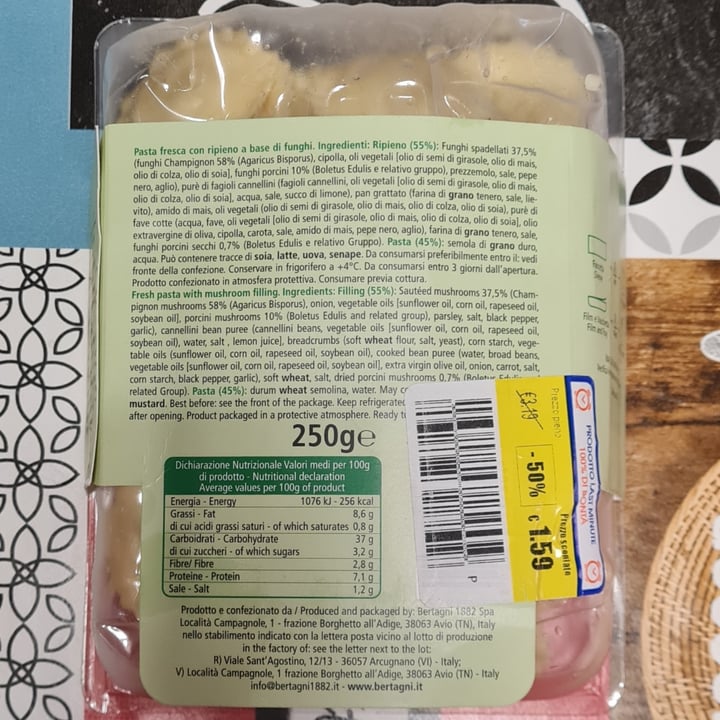 Pasta fresca con ripieno a base di funghi. Ingredienti: Ripieno (55%): Funghi spadellati 37,5%
(funghi Champignon 58% (Agaricus Bisporus), cipolla, oli vegetali [olio di semi di girasole, olio di mais,
olio di colza, olio di soia], funghi porcini 10% (Boletus Edulis e relativo gruppo), prezzemolo, sale, pepe
nero, aglio), purè di fagioli cannellini (fagioli cannellini, oli vegetali [olio di semi di girasole, olio di mais,
olio di colza, olio di soia], acqua, sale, succo di limone), pan grattato (farina di grano tenero, sale, lie-
vito), amido di mais, oli vegetali (olio di semi di girasole, olio di mais, olio di colza, olio di soia), purè di
fave cotte (acqua, fave, oli vegetali [olio di semi di girasole, olio di mais, olio di colza, olio di soia], olio
extravergine di oliva, cipolla, carota, sale, amido di mais, pepe nero, aglio), farina di grano tenero, sale,
funghi porcini secchi 0,7% (Boletus Edulis e relativo Gruppo). Pasta (45%): semola di grano duro,
acqua. Può contenere tracce di soia, latte, uova, senape. Da consumarsi preferibilmente entro il: vedi
fronte della confezione. Conservare in frigorifero a +4°C. Da consumarsi entro 3 giorni dall'apertura.
Prodotto confezionato in atmosfera protettiva. Consumare previa cottura.
Fresh pasta with mushroom filling. Ingredients: Filling (55%): Sautéed mushrooms 37,5% (Cham-
pignon mushrooms 58% (Agaricus Bisporus), onion, vegetable oils [sunflower oil, corn oil, rapeseed oil,
soybean oil], porcini mushrooms 10% (Boletus Edulis and related group), parsley, salt, black pepper,
garlic), cannellini bean puree (cannellini beans, vegetable oils [sunflower oil, corn oil, rapeseed oil,
soybean oil), water, salt , lemon juice], breadcrumbs (soft wheat flour, salt, yeast), corn starch, vege-
table oils (sunflower oil, corn oil, rapeseed oil, soybean oil), cooked bean puree (water, broad beans,
vegetable oils [sunflower oil, corn oil, rapeseed oil, soybean oil], extra virgin olive oil, onion, carrot, salt,
corn starch, black pepper, garlic), soft wheat, salt, dried porcini mushrooms 0,7% (Boletus
related Group). Pasta (45%): durum wheat semolina, water. May
mustard. Best before: see the front of the package. Keep refrigerated
after opening. Product packaged in a protective atmosphere. Ready
250g e
Dichiarazione Nutrizionale Valori medi per 100g
di prodotto - Nutritional declaration
Average values per 100g of product
Energia - Energy 1076 kJ - 256 kcal
Grassi - Fat 8,6 g
di cui acidi grassi saturi - of which saturates 0,8 g
Carboidrati - Carbohydrate 37 g
di cui zuccheri - of which sugars 3,2 g
Fibre/ Fibre 2,8 g
Proteine - Protein 7,1 g
Sale - Salt 1,2 g
Prodotto e confezionato da / Produced and packaged by: Bertagni 1882 Spa
Località Campagnole, 1 - frazione Borghetto all'Adige, 38063 Avio (TN), Italy
nello stabilimento indicato con la lettera posta vicino al lotto di produzione
in the factory of: see the letter next to the lot:
R) Viale Sant'Agostino, 12/13 - 36057 Arcugnano (VI) - Italy;
V) Località Campagnole, 1 frazione Borghetto all'Adige, 38063 Avio (TN) - Italy
info@bertagni1882.it - www.bertagni.it
PRODOTTO LAST MINUTE
100% DI BONTÀ
Prezzo pieno
€3.19
- 50%
Prezzo scontato
€ 1.59
P